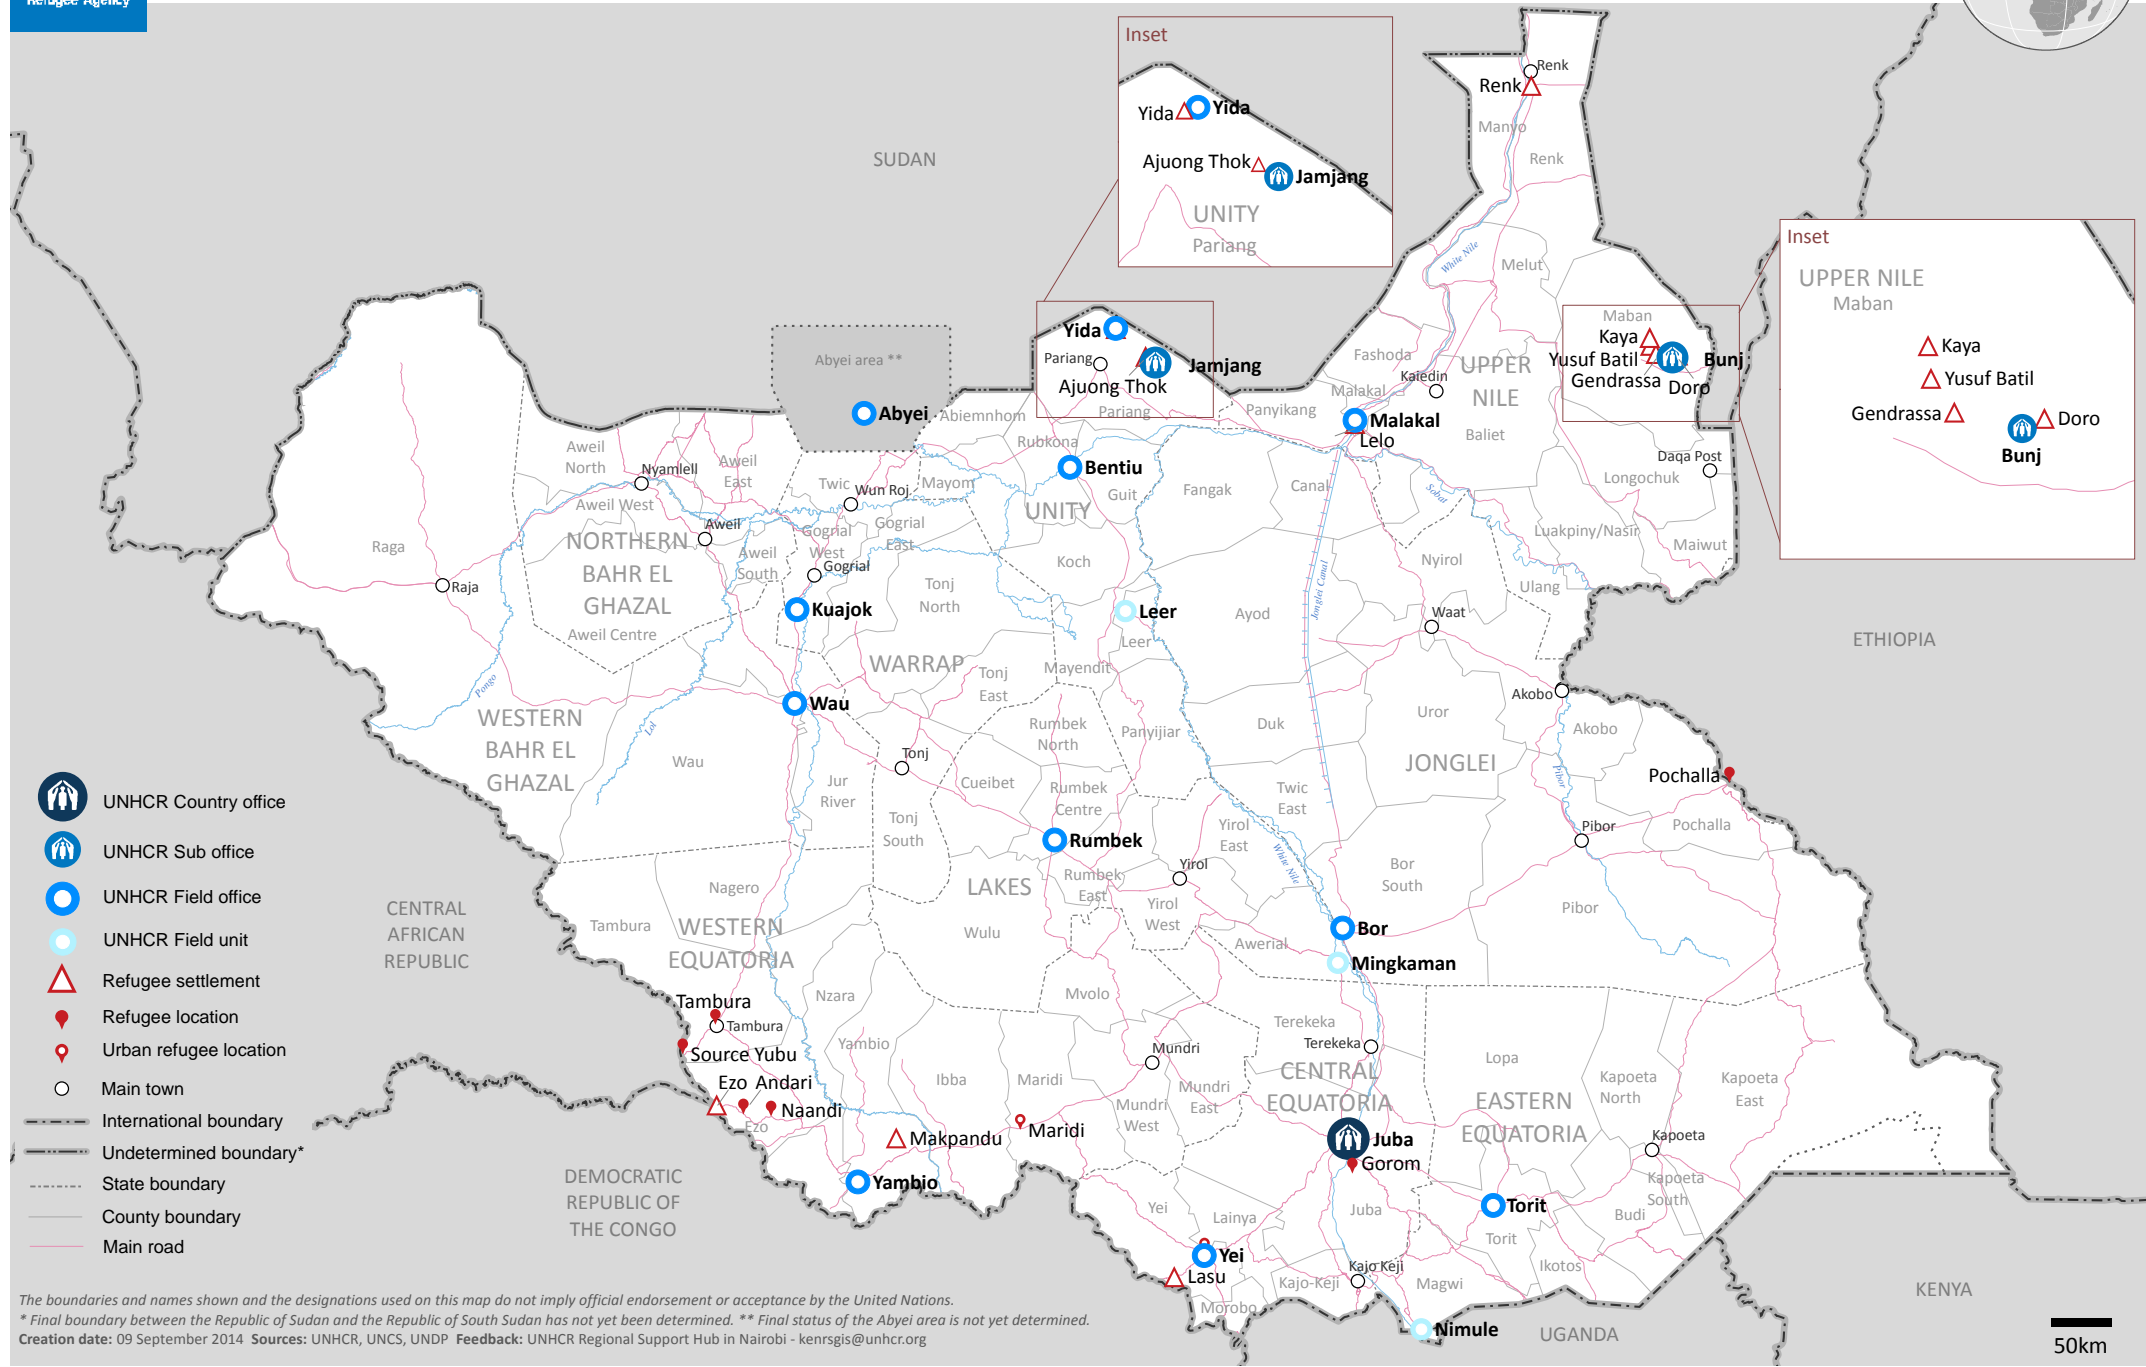 Refugee Agency
Inset
Yida
Yida
Ajuong Thok
Jamjang
UNITY
Pariang
Renk
Renk
Manyo
Renk
SUDAN
White Nile
Melut
Inset
UPPER NILE
Maban
Kaya
Yusuf Batil
Gendrassa
Doro
Bunj
Maban
Kaya
Yusuf Batil
Gendrassa
Doro
Bunj
Yida
Pariang
Jamjang
Ajuong Thok
Pariang
Abyei area **
Abyei
Abiemnhom
Fashoda
UPPER
NILE
Kaiedin
Malakal
Panyikang
Malakal
Lelo
Baliet
Daqa Post
Longochuk
Rubkona
Bentiu
Guit
UNITY
Mayom
Fangak
Canal
Sobat
Luakpiny/Nasir
Maiwut
Nyirol
Ulang
Aweil
North
Nyamlell
Aweil
East
Aweil West
Twic
Wun Roj
Aweil
Gogrial
East
Gogrial
West
Gogrial
Aweil
South
NORTHERN
BAHR EL
GHAZAL
Aweil Centre
Raga
Raja
Kuajok
Tonj
North
Koch
Leer
Leer
Ayod
Jonglei Canal
Waat
ETHIOPIA
WARRAP
Tonj
East
Mayendit
Akobo
Akobo
Pongo
Lol
Wau
WESTERN
BAHR EL
GHAZAL
Wau
Rumbek
North
Panyijiar
Duk
Uror
JONGLEI
Pibor
Pochalla
Pochalla
Tonj
Jur
River
Cueibet
Rumbek
Centre
Twic
East
Tonj
South
Rumbek
Yirol
East
White Nile
Pibor
Bor
South
Pibor
Yirol
Rumbek
East
Yirol
West
LAKES
Wulu
Nagero
Tambura
WESTERN
EQUATORIA
CENTRAL
AFRICAN
REPUBLIC
Awerial
Bor
Mingkaman
Mvolo
Nzara
Tambura
Tambura
Source Yubu
Yambio
Ezo
Andari
Naandi
Ezo
Ibba
Maridi
Mundri
Mundri
East
Mundri
West
Terekeka
Terekeka
CENTRAL
EQUATORIA
Lopa
Kapoeta
North
Kapoeta
East
EASTERN
EQUATORIA
Kapoeta
Kapoeta
South
Budi
Makpandu
Maridi
Yambio
Juba
Gorom
Juba
Torit
Torit
Ikotos
Yei
Lainya
Yei
Lasu
Morobo
Kajo-Keji
Kajo Keji
Magwi
Nimule
DEMOCRATIC
REPUBLIC OF
THE CONGO
UGANDA
KENYA
UNHCR Country office
UNHCR Sub office
UNHCR Field office
UNHCR Field unit
Refugee settlement
Refugee location
Urban refugee location
Main town
International boundary
Undetermined boundary*
State boundary
County boundary
Main road
The boundaries and names shown and the designations used on this map do not imply official endorsement or acceptance by the United Nations.
* Final boundary between the Republic of Sudan and the Republic of South Sudan has not yet been determined. ** Final status of the Abyei area is not yet determined.
Creation date: 09 September 2014 Sources: UNHCR, UNCS, UNDP Feedback: UNHCR Regional Support Hub in Nairobi - kenrsgis@unhcr.org
50km